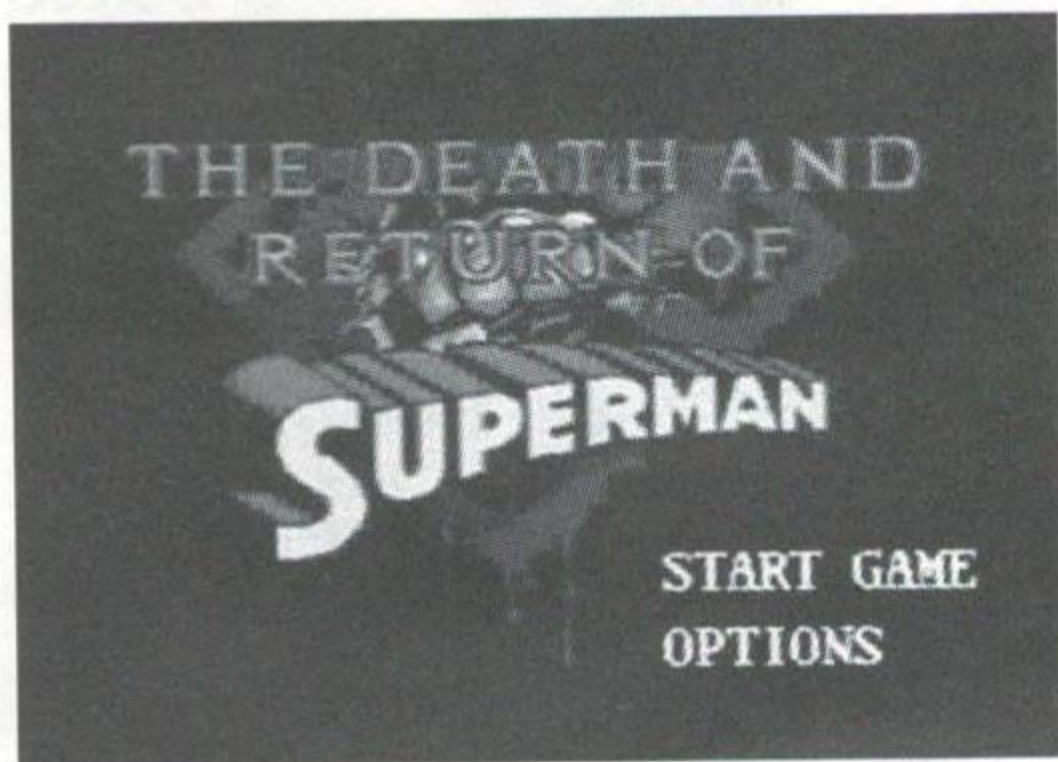 THE DEATH AND
RETURN OF
SUPERMAN
START GAME
OPTIONS